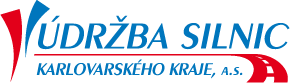 ÚDRŽBA SILNIC
KARLOVARSKÉHO KRAJE, A.S.